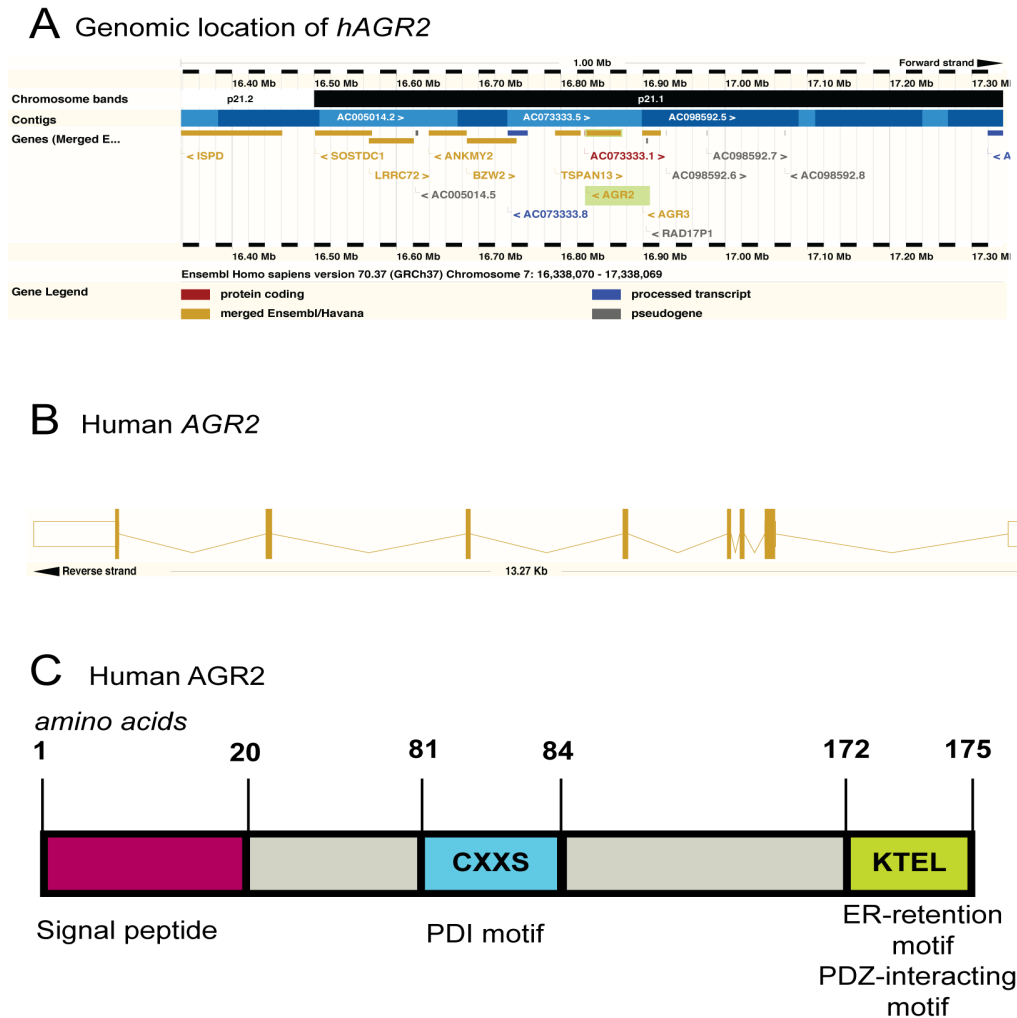 A Genomic location of hAGR2
1.00 Mb Forward strand
16.40 Mb 16.50 Mb 16.60 Mb 16.70 Mb 16.80 Mb 16.90 Mb 17.00 Mb 17.10 Mb 17.20 Mb 17.30 Mb
Chromosome bands p21.2 p21.1
Contigs AC005014.2 > AC073333.5 > AC098592.5 >
Genes (Merged E...
< ISPD < SOSTDC1 < ANKMY2 AC073333.1 > AC098592.7 > < A
LRRC72 > BZW2 > TSPAN13 > < AC098592.6 > < AC098592.8
< AC005014.5 < AGR2
< AC073333.8 < AGR3
< RAD17P1
16.40 Mb 16.50 Mb 16.60 Mb 16.70 Mb 16.80 Mb 16.90 Mb 17.00 Mb 17.10 Mb 17.20 Mb 17.30 Mb
Ensembl Homo sapiens version 70.37 (GRCh37) Chromosome 7: 16,338,070 - 17,338,069
Gene Legend protein coding processed transcript
merged Ensembl/Havana pseudogene
B Human AGR2
Reverse strand 13.27 Kb
C Human AGR2
amino acids
1 20 81 84 172 175
CXXS KTEL
Signal peptide PDI motif ER-retention
motif
PDZ-interacting
motif